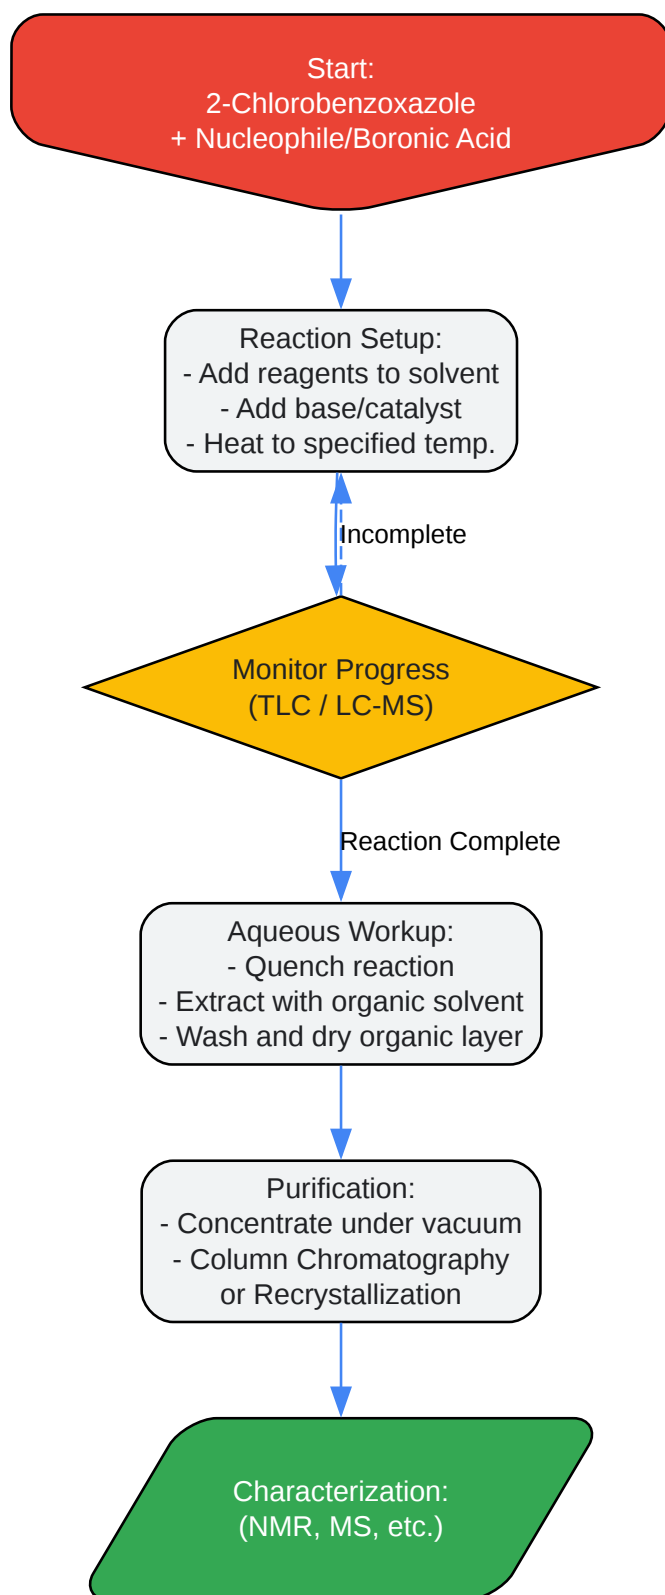 Start:
2-Chlorobenzoxazole
+ Nucleophile/Boronic Acid
Reaction Setup:
- Add reagents to solvent
- Add base/catalyst
- Heat to specified temp.
Incomplete
Monitor Progress
(TLC / LC-MS)
Reaction Complete
Aqueous Workup:
- Quench reaction
- Extract with organic solvent
- Wash and dry organic layer
Purification:
- Concentrate under vacuum
- Column Chromatography
or Recrystallization
Characterization:
(NMR, MS, etc.)